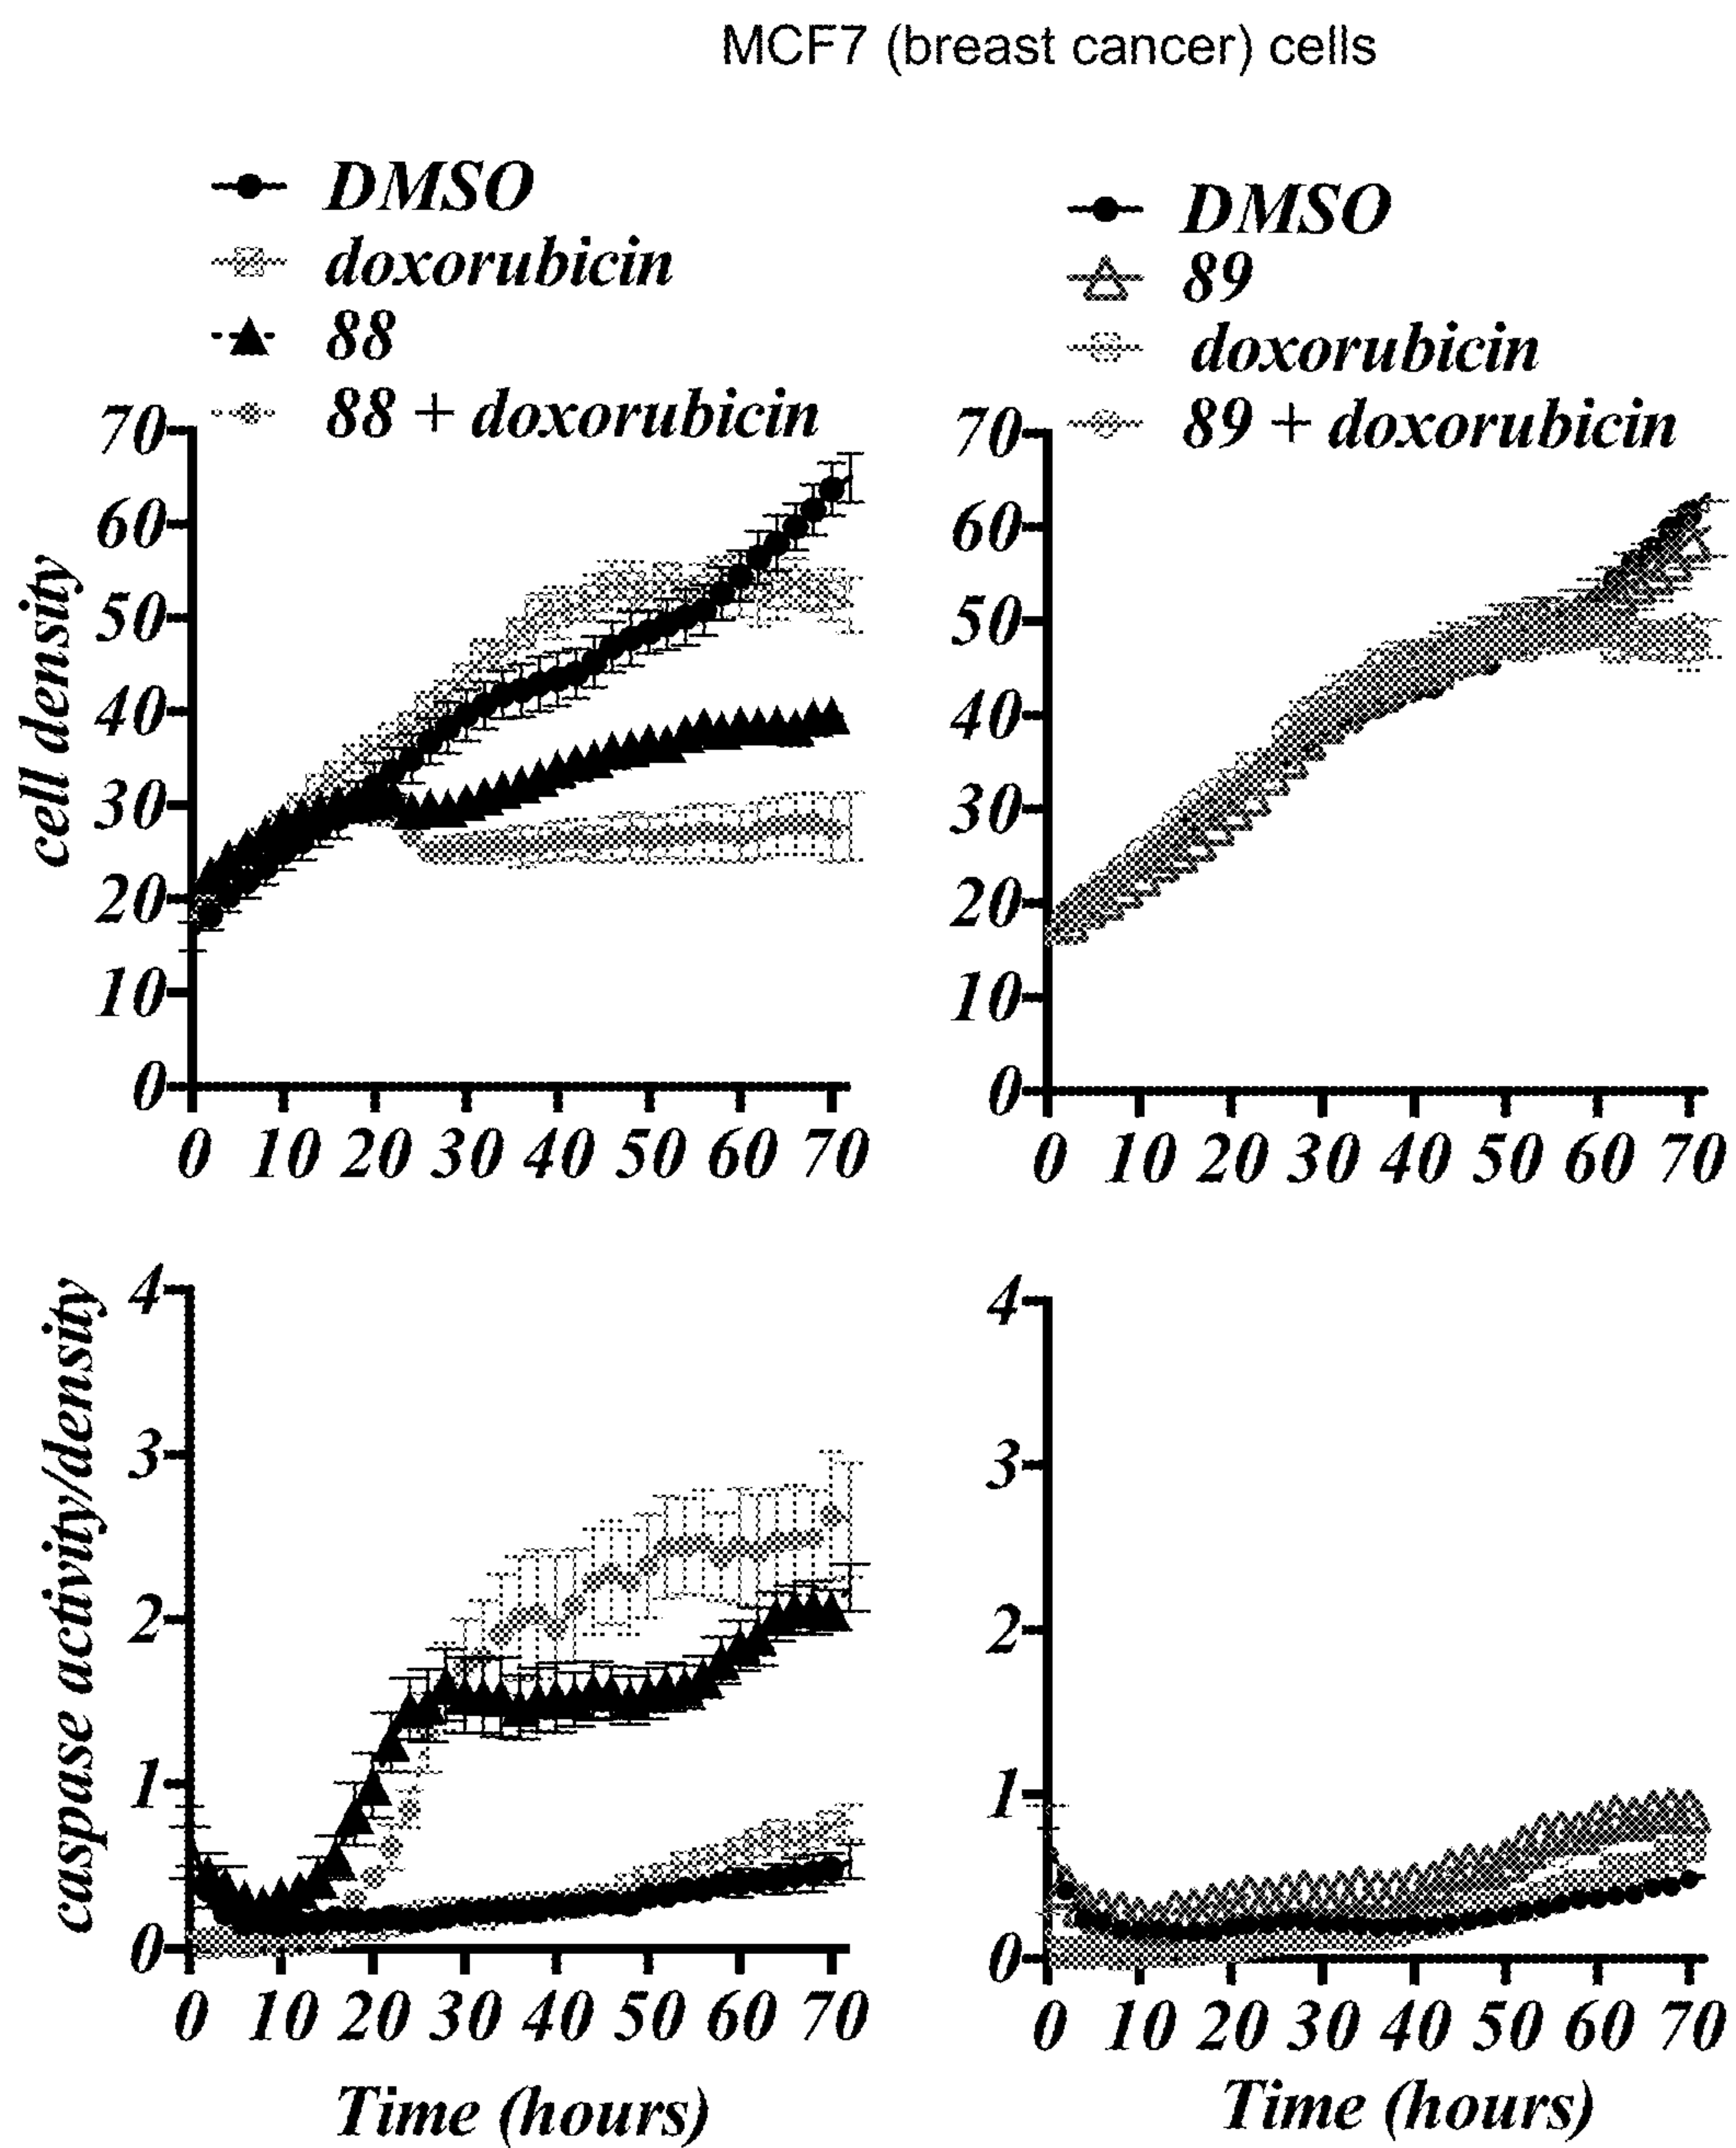 MCF7 (breast cancer) cells
DMSO
doxorubicin
88
88 + doxorubicin
70
60
50
40
30
20
10
0
cell density
0 10 20 30 40 50 60 70
DMSO
89
doxorubicin
89 + doxorubicin
70
60
50
40
30
20
10
0
0 10 20 30 40 50 60 70
4
3
2
1
0
caspase activity/density
0 10 20 30 40 50 60 70
Time (hours)
4
3
2
1
0
0 10 20 30 40 50 60 70
Time (hours)